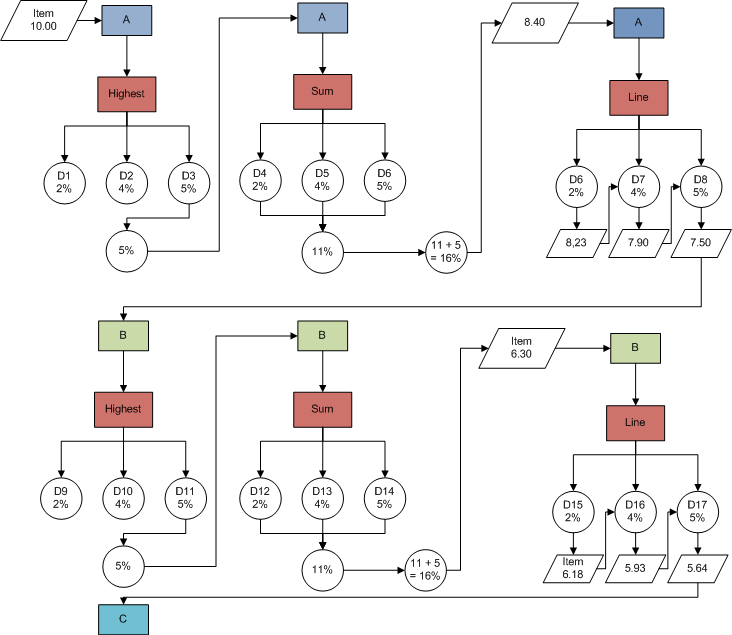 Item
10.00
A
A
8.40
A
Highest
Sum
Line
D1
2%
D2
4%
D3
5%
D4
2%
D5
4%
D6
5%
D6
2%
D7
4%
D8
5%
5%
11%
11 + 5
= 16%
8,23
7.90
7.50
B
B
Item
6.30
B
Highest
Sum
Line
D9
2%
D10
4%
D11
5%
D12
2%
D13
4%
D14
5%
D15
2%
D16
4%
D17
5%
5%
11%
11 + 5
= 16%
Item
6.18
5.93
5.64
C